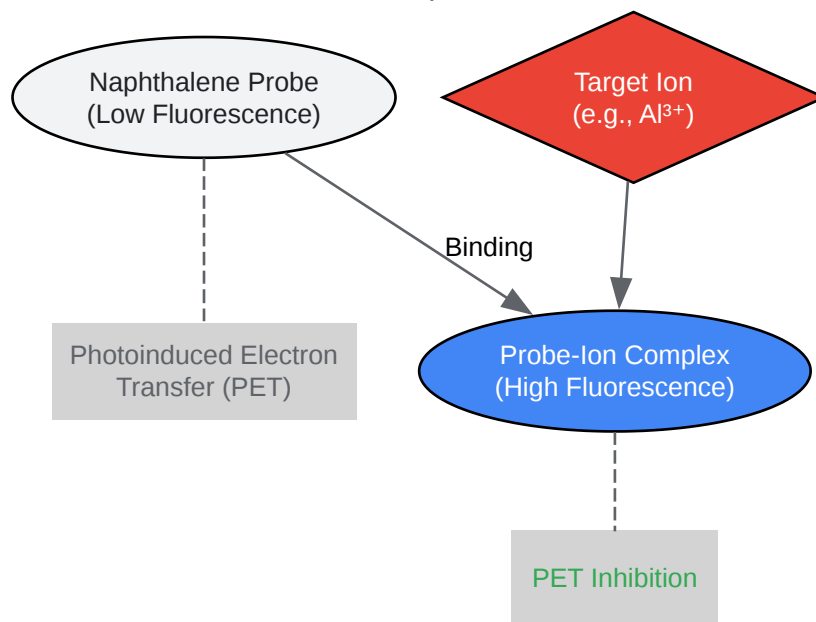 Naphthalene Probe
(Low Fluorescence)
Target Ion
(e.g., Al³⁺)
Binding
Photoinduced Electron
Transfer (PET)
Probe-Ion Complex
(High Fluorescence)
PET Inhibition